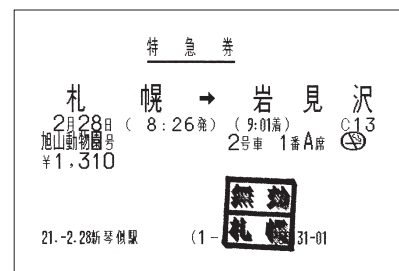 特急券
札幌 → 岩見沢
2月28日 ( 8:26発) ( 9:01着) C13
旭山動物園号 2号車 1番A席
¥1,310
無効
札幌
21.-2.28新琴似駅 (1- 31-01